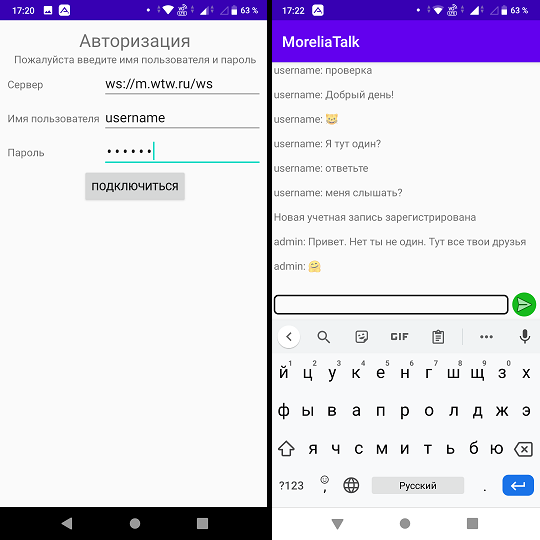 17:20
63 %
Авторизация
Пожалуйста введите имя пользователя и пароль
Сервер
ws://m.wtw.ru/ws
Имя пользователя
username
Пароль
••••••
ПОДКЛЮЧИТЬСЯ
17:22
63 %
MoreliaTalk
username: проверка
username: Добрый день!
username: 😹
username: Я тут один?
username: ответьте
username: меня слышать?
Новая учетная запись зарегистрирована
admin: Привет. Нет ты не один. Тут все твои друзья
admin: 🤗
GIF
1 2 3 4 5 6 7 8 9 0
й ц у к е н г ш щ з х
ф ы в а п р о л д ж э
я ч с м и т ь б ю
?123 , Русский .